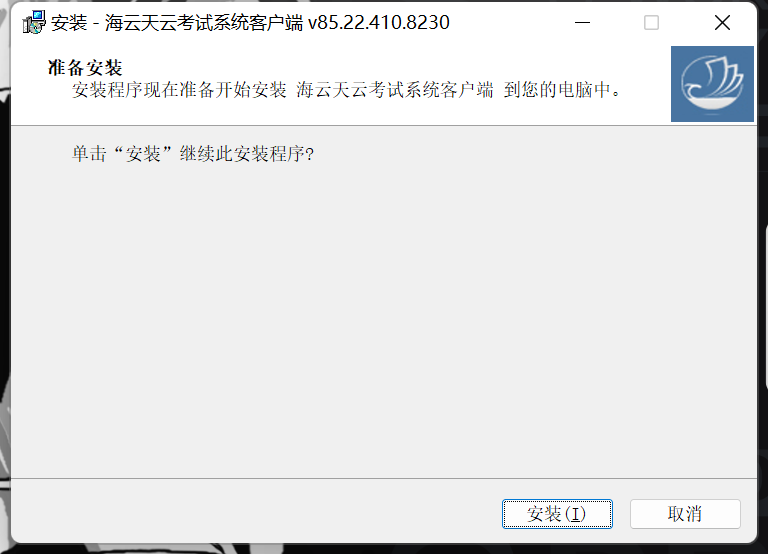 安装 - 海云天云考试系统客户端 v85.22.410.8230
准备安装
安装程序现在准备开始安装 海云天云考试系统客户端 到您的电脑中。
单击“安装”继续此安装程序?
安装(I)
取消